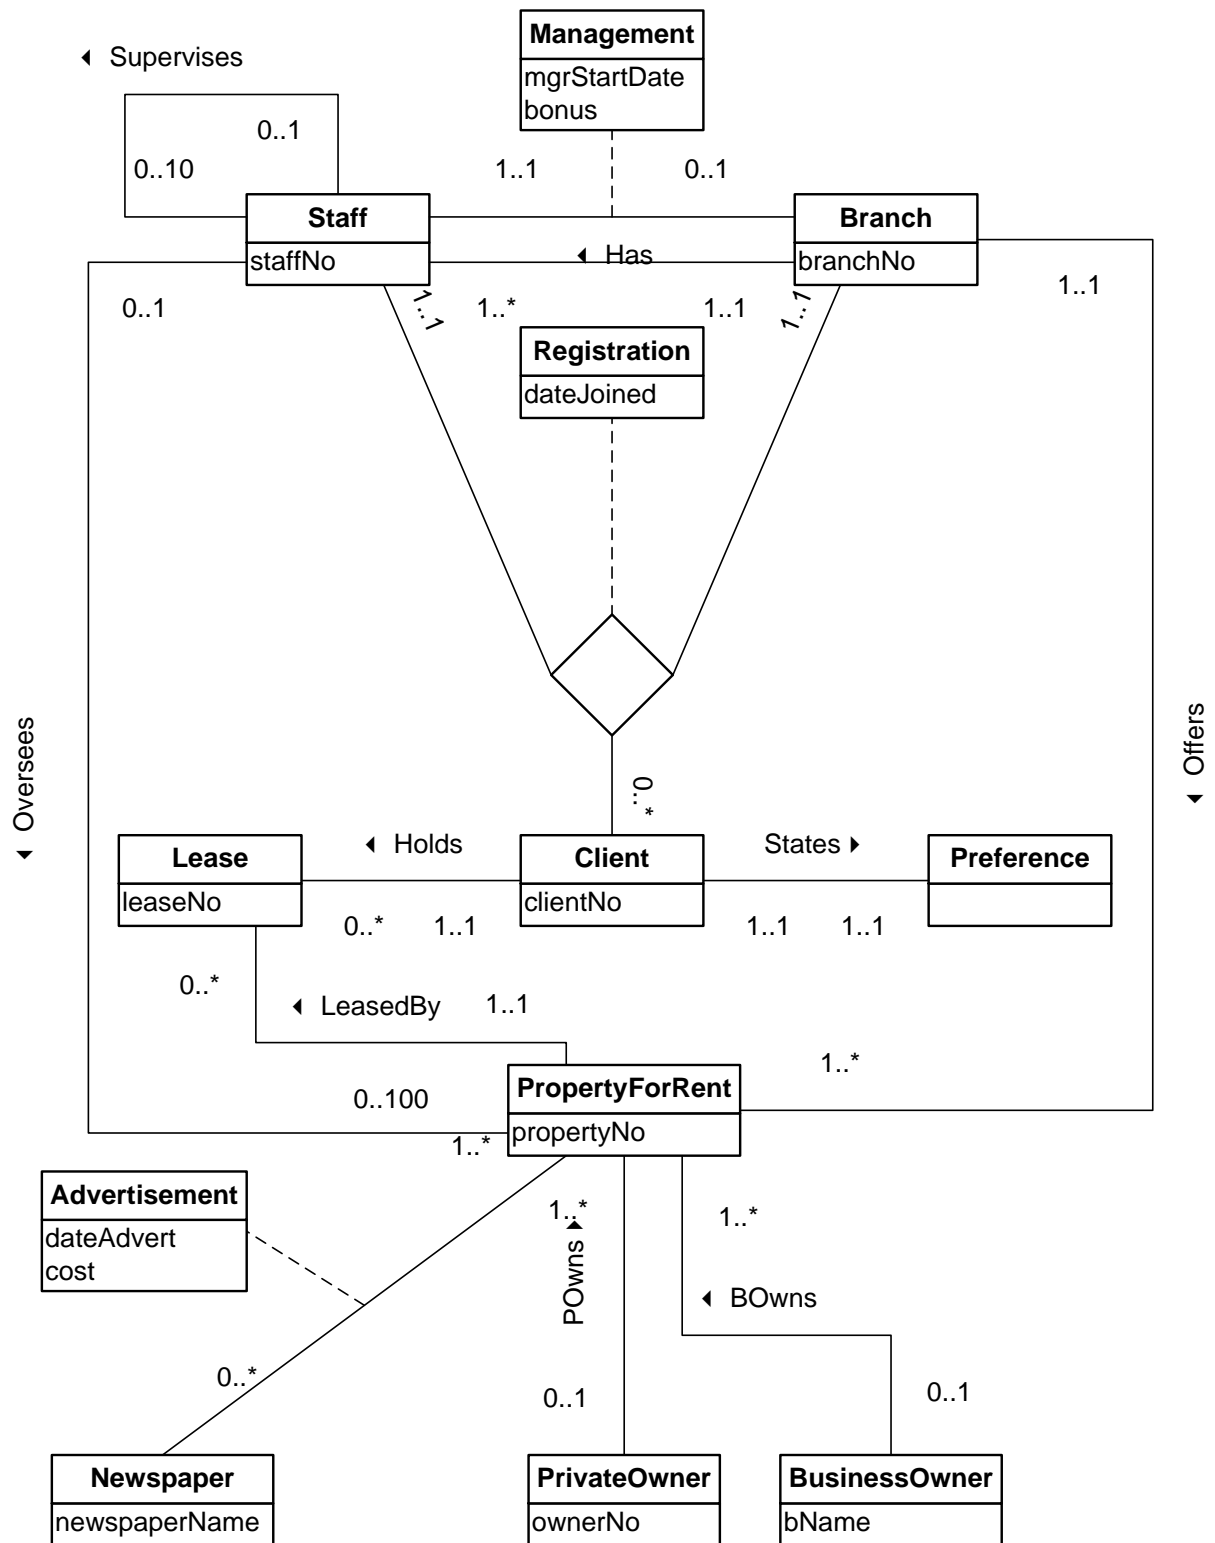 Management
mgrStartDate
bonus
Supervises
0..1
0..10
1..1
0..1
Staff
staffNo
Branch
branchNo
Has
0..1
1..1
1..*
1..1
1..1
1..1
Registration
dateJoined
Oversees
Offers
0..*
Lease
leaseNo
Holds
Client
clientNo
States
Preference
0..*
1..1
1..1
1..1
0..*
LeasedBy
1..1
1..*
PropertyForRent
propertyNo
0..100
1..*
Advertisement
dateAdvert
cost
1..*
1..*
POwns
BOwns
0..*
0..1
0..1
Newspaper
newspaperName
PrivateOwner
ownerNo
BusinessOwner
bName